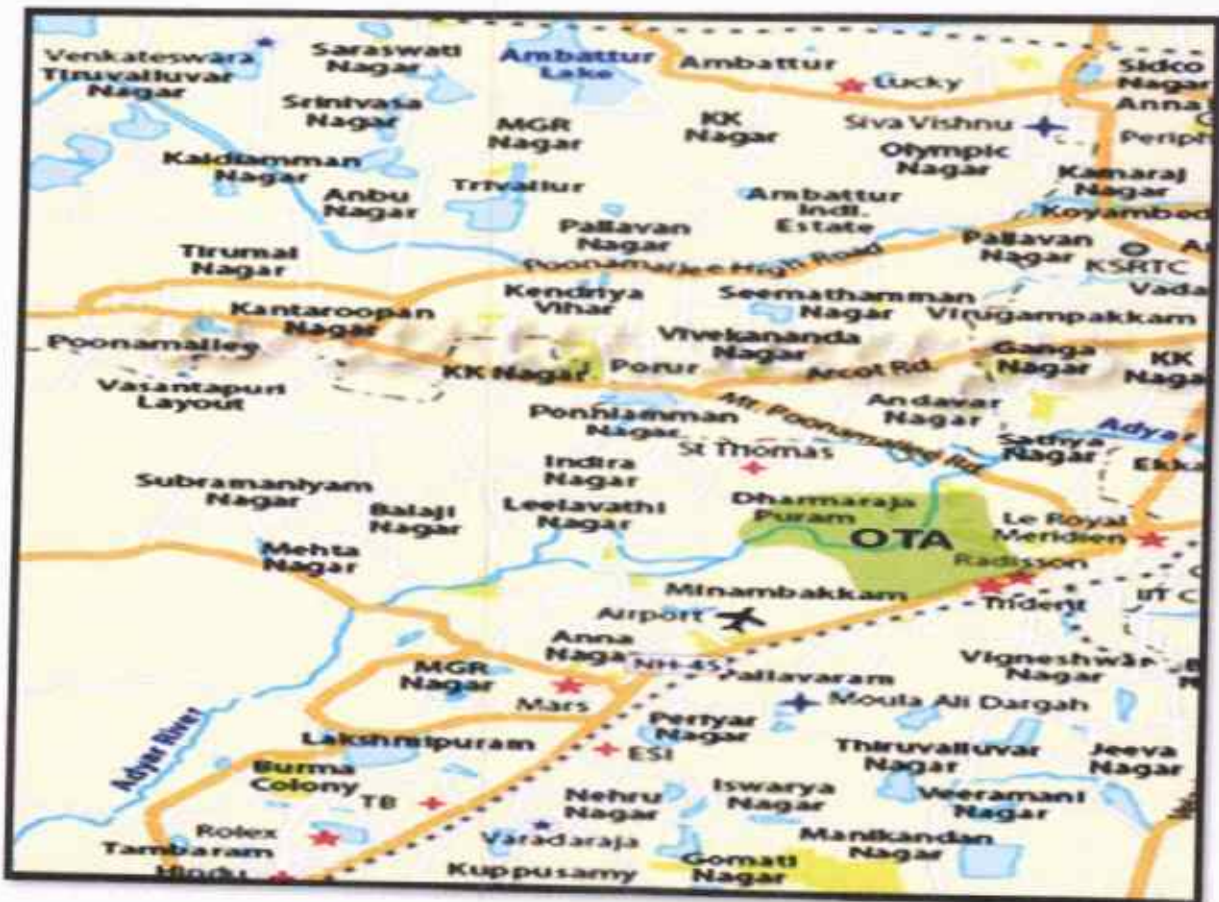 Venkateswara
Tiruvalluvar
Nagar
Saraswati
Nagar
Ambattur
Lake
Ambattur
Lucky
Sidco
Nagar
Anna
Periph
Srinivasa
Nagar
MGR
Nagar
KK
Nagar
Siva Vishnu
Olympic
Nagar
Kamaraj
Nagar
Koyambed
Kaidiamman
Nagar
Anbu
Nagar
Trivallur
Ambattur
Indl.
Estate
Pallavan
Nagar
Pallavan
Nagar
KSRTC
Vada
Tirumal
Nagar
Poonamallee High Road
Kantaroopan
Nagar
Kendriya
Vihar
Seemathamman
Nagar
Virugampakkam
Poonamallee
Vivekananda
Nagar
Ganga
Nagar
KK
Naga
Vasantapuri
Layout
KK Nagar
Porur
Arcot Rd.
Ponniamman
Nagar
Mt. Poonamallee Rd.
Andavar
Nagar
Adyar
Sathya
Nagar
Ekka
St Thomas
Indira
Nagar
Subramaniyam
Nagar
Balaji
Nagar
Leelavathi
Nagar
Dharmaraja
Puram
OTA
Le Royal
Meridien
Mehta
Nagar
Radisson
Minambakkam
Trident
IIT C
Airport
Anna
Naga
NH-45
Pallavaram
Vigneshwar
Nagar
MGR
Nagar
Mars
Moula Ali Dargah
Adyar River
Lakshmipuram
Periyar
Nagar
ESI
Thiruvalluvar
Nagar
Jeeva
Nagar
Burma
Colony
TB
Nehru
Nagar
Iswarya
Nagar
Veeramani
Nagar
Rolex
Tambaram
Hindu
Varadaraja
Manikandan
Nagar
Kuppusamy
Gomati
Nagar